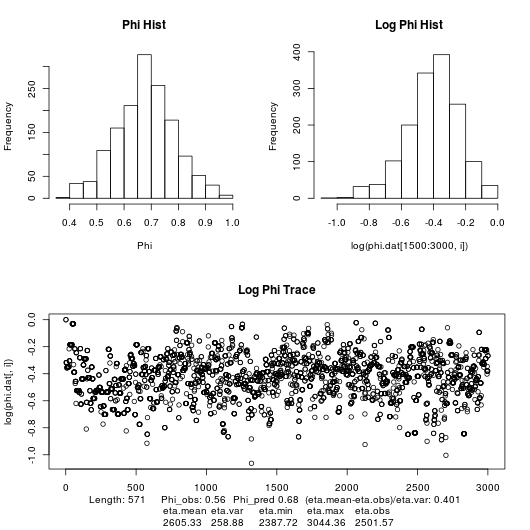 Phi Hist
Log Phi Hist
Frequency
0 50 150 250
0.4 0.5 0.6 0.7 0.8 0.9 1.0
Phi
Frequency
0 100 200 300 400
-1.0 -0.8 -0.6 -0.4 -0.2 0.0
log(phi.dat[1500:3000, i])
Log Phi Trace
log(phi.dat[, i])
0.0 -0.2 -0.4 -0.6 -0.8 -1.0
0 500 1000 1500 2000 2500 3000
Length: 571 Phi_obs: 0.56 Phi_pred 0.68 (eta.mean-eta.obs)/eta.var: 0.401
eta.mean eta.var eta.min eta.max eta.obs
2605.33 258.88 2387.72 3044.36 2501.57